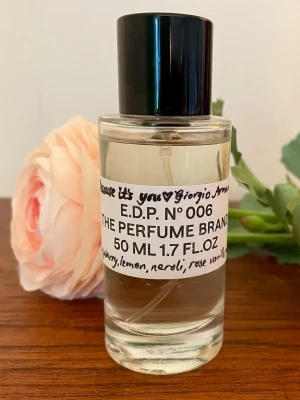 it's you♡Giorgio
E.D.P. N° 006
THE PERFUME BRAND
50 ML 1.7 FL.OZ
lemon, neroli, rose